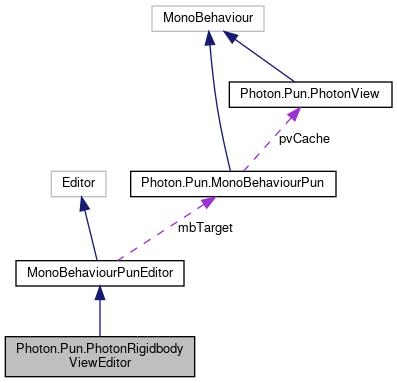 MonoBehaviour
Photon.Pun.PhotonView
pvCache
Editor
Photon.Pun.MonoBehaviourPun
mbTarget
MonoBehaviourPunEditor
Photon.Pun.PhotonRigidbody
ViewEditor